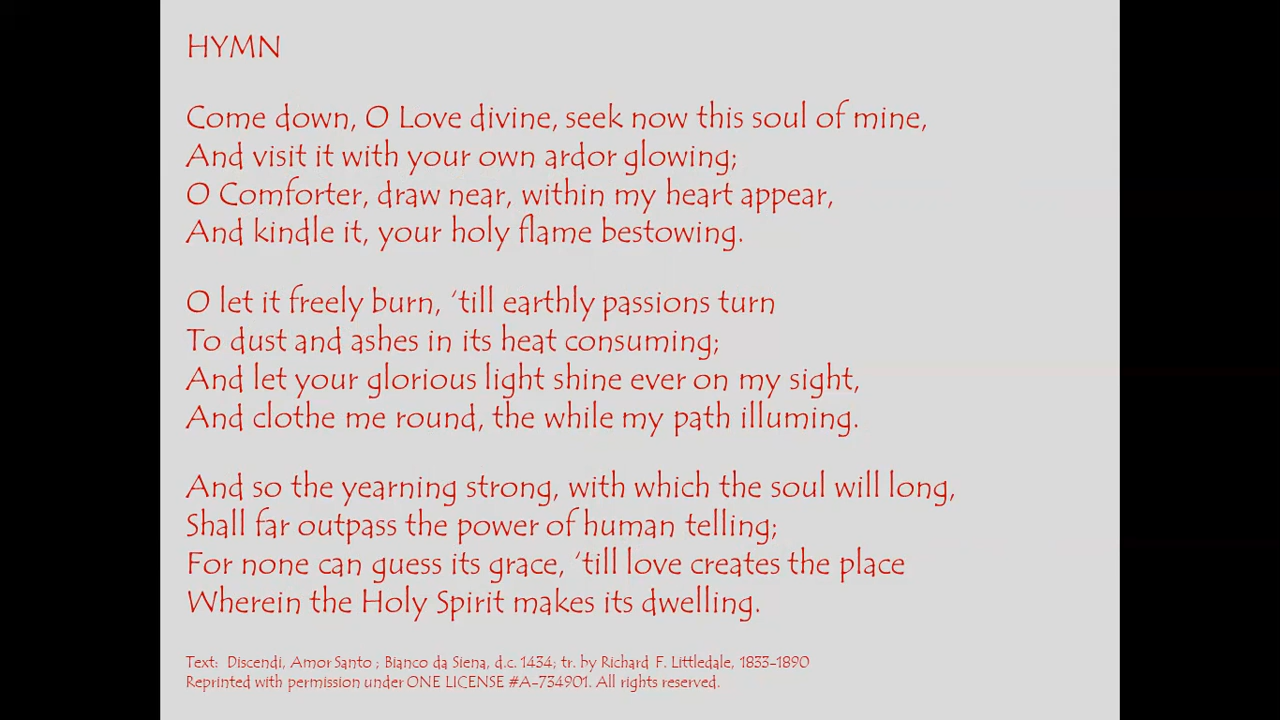 HYMN
Come down, O Love divine, seek now this soul of mine,
And visit it with your own ardor glowing;
O Comforter, draw near, within my heart appear,
And kindle it, your holy flame bestowing.
O let it freely burn, ‘till earthly passions turn
To dust and ashes in its heat consuming;
And let your glorious light shine ever on my sight,
And clothe me round, the while my path illuming.
And so the yearning strong, with which the soul will long,
Shall far outpass the power of human telling;
For none can guess its grace, ‘till love creates the place
Wherein the Holy Spirit makes its dwelling.
Text: Discendi, Amor Santo ; Bianco da Siena, d.c. 1434; tr. by Richard F. Littledale, 1833-1890
Reprinted with permission under ONE LICENSE #A-734901. All rights reserved.